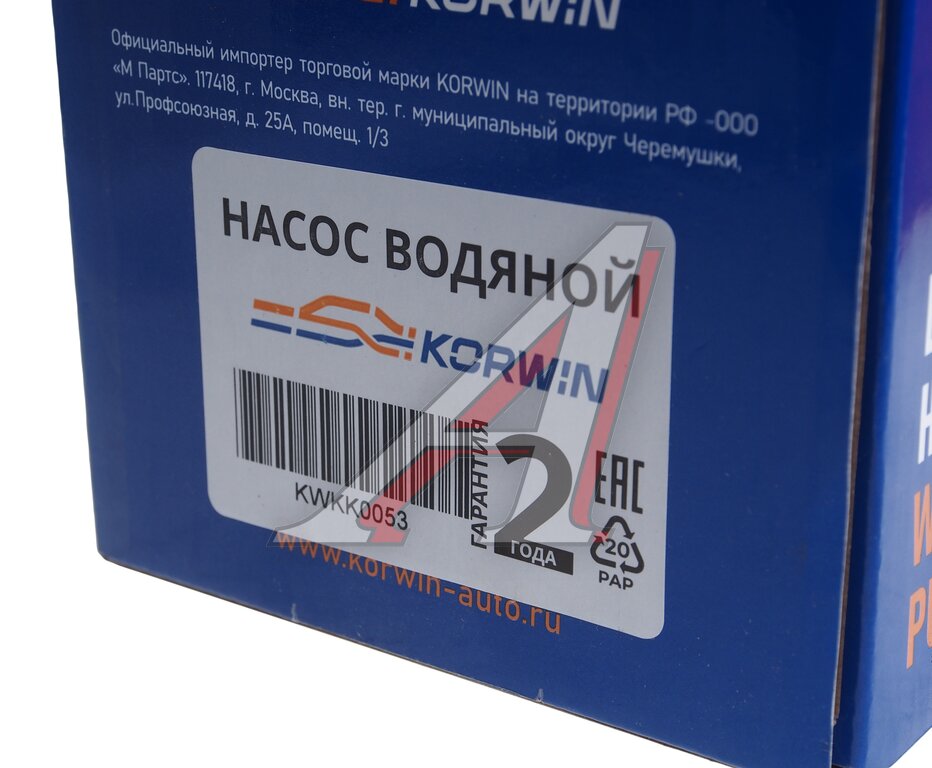 KORWIN
Официальный импортер торговой марки KORWIN на территории РФ -ООО
«М Партс». 117418, г. Москва, вн. тер. г. муниципальный округ Черемушки,
ул.Профсоюзная, д. 25А, помещ. 1/3
НАСОС ВОДЯНОЙ
KORWIN
KWKK0053
ГАРАНТИЯ
2
ГОДА
EAC
20
PAP
www.korwin-auto.ru